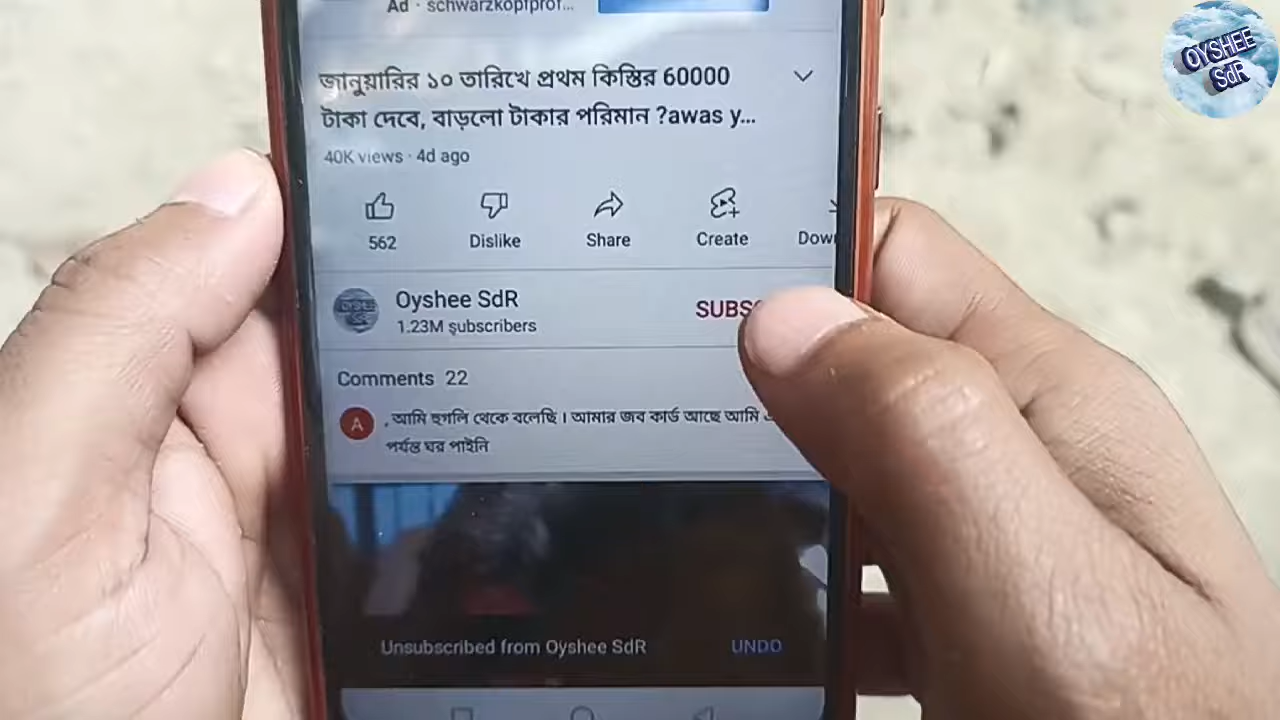 Ad · schwarzkopfprof...
OYSHEE
SdR
জানুয়ারির ১০ তারিখে প্রথম কিস্তির 60000
টাকা দেবে, বাড়লো টাকার পরিমান ?awas y...
40K views · 4d ago
562 Dislike Share Create Dow
Oyshee SdR
SUBSC
1.23M subscribers
Comments 22
A
, আমি হুগলি থেকে বলেছি। আমার জব কার্ড আছে আমি এ
পর্যন্ত ঘর পাইনি
Unsubscribed from Oyshee SdR UNDO